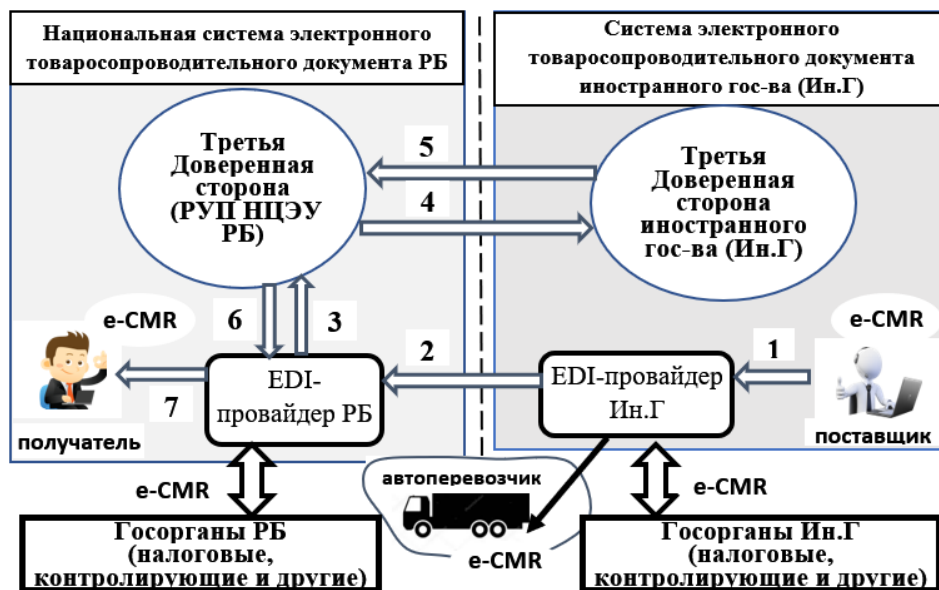 Национальная система электронного
товаросопроводительного документа РБ
Система электронного
товаросопроводительного документа
иностранного гос-ва (Ин.Г)
Третья
Доверенная
сторона
(РУП НЦЭУ
РБ)
5
4
Третья
Доверенная
сторона
иностранного
гос-ва (Ин.Г)
6
3
e-CMR
e-CMR
2
1
EDI-
провайдер РБ
EDI-провайдер
Ин.Г
7
получатель
поставщик
автоперевозчик
e-CMR
e-CMR
e-CMR
Госорганы РБ
(налоговые,
контролирующие и другие)
Госорганы Ин.Г
(налоговые,
контролирующие и другие)